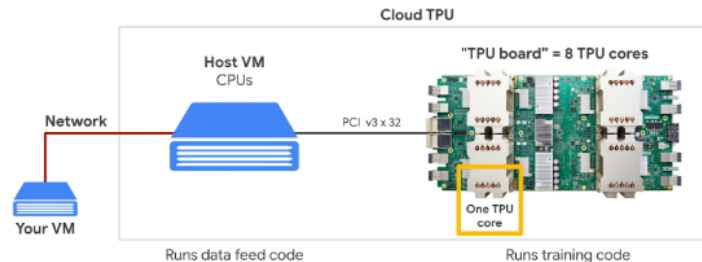 Cloud TPU
Host VM
CPUs
"TPU board" = 8 TPU cores
Network
PCI v3 x 32
One TPU
core
Your VM
Runs data feed code
Runs training code